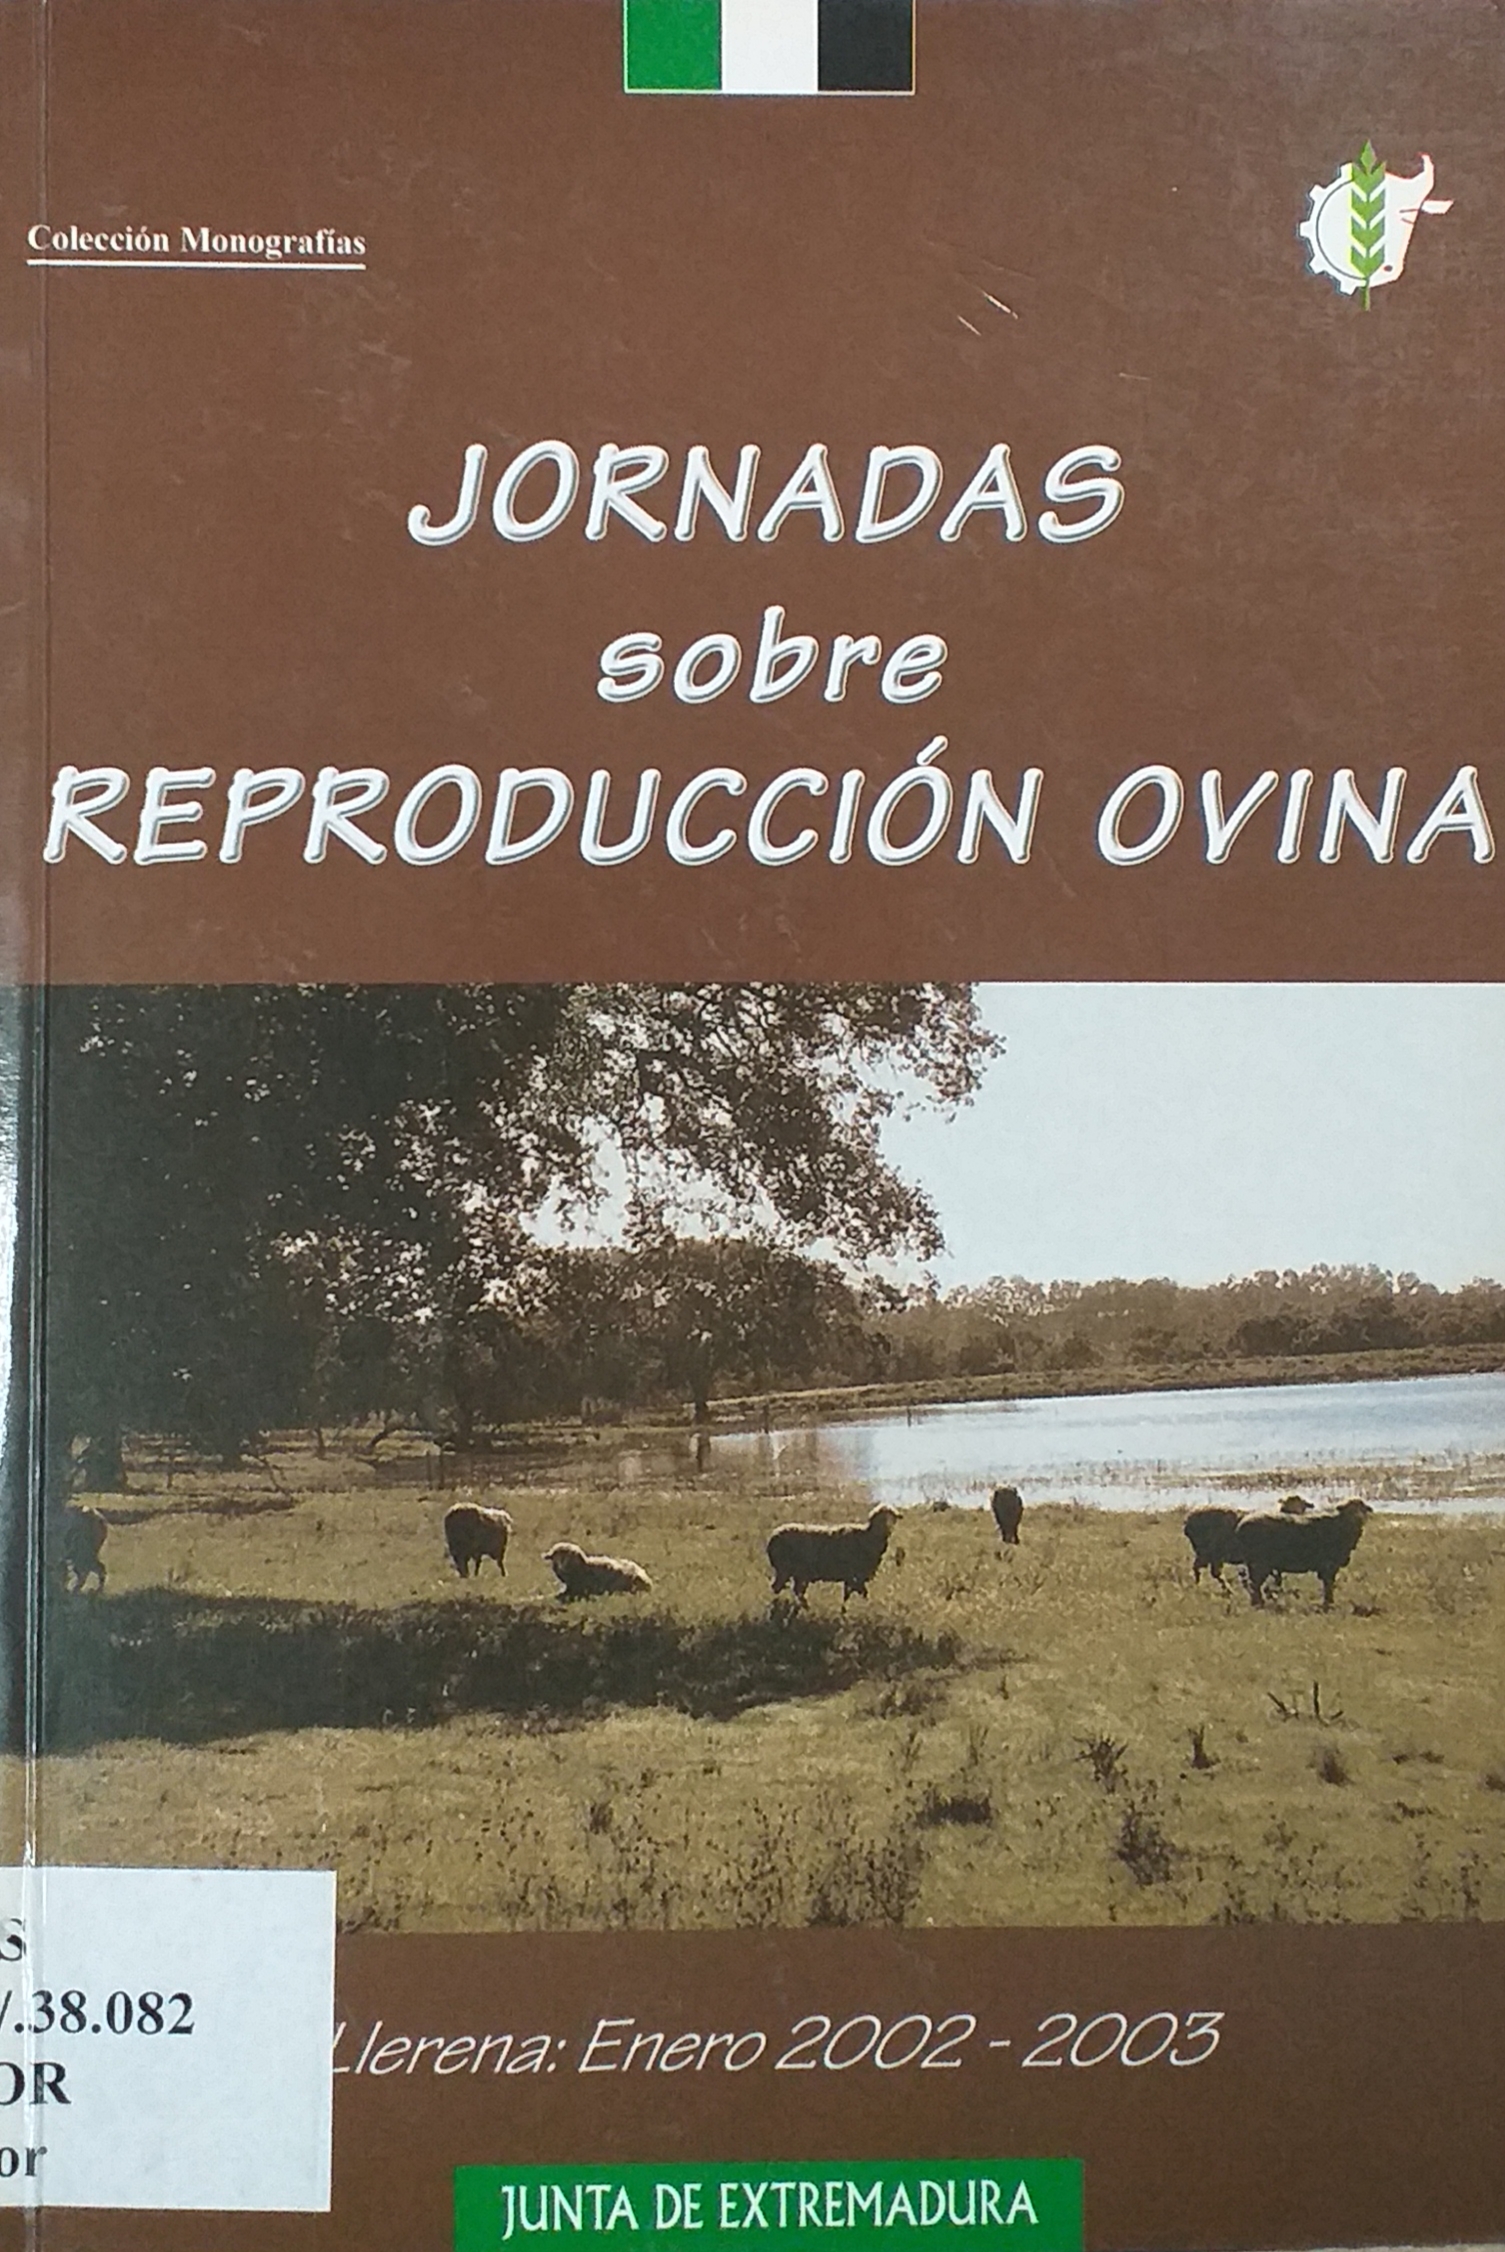 Colección Monografías
JORNADAS
sobre
REPRODUCCIÓN OVINA
S
/.38.082
OR
or
Llerena: Enero 2002 - 2003
JUNTA DE EXTREMADURA